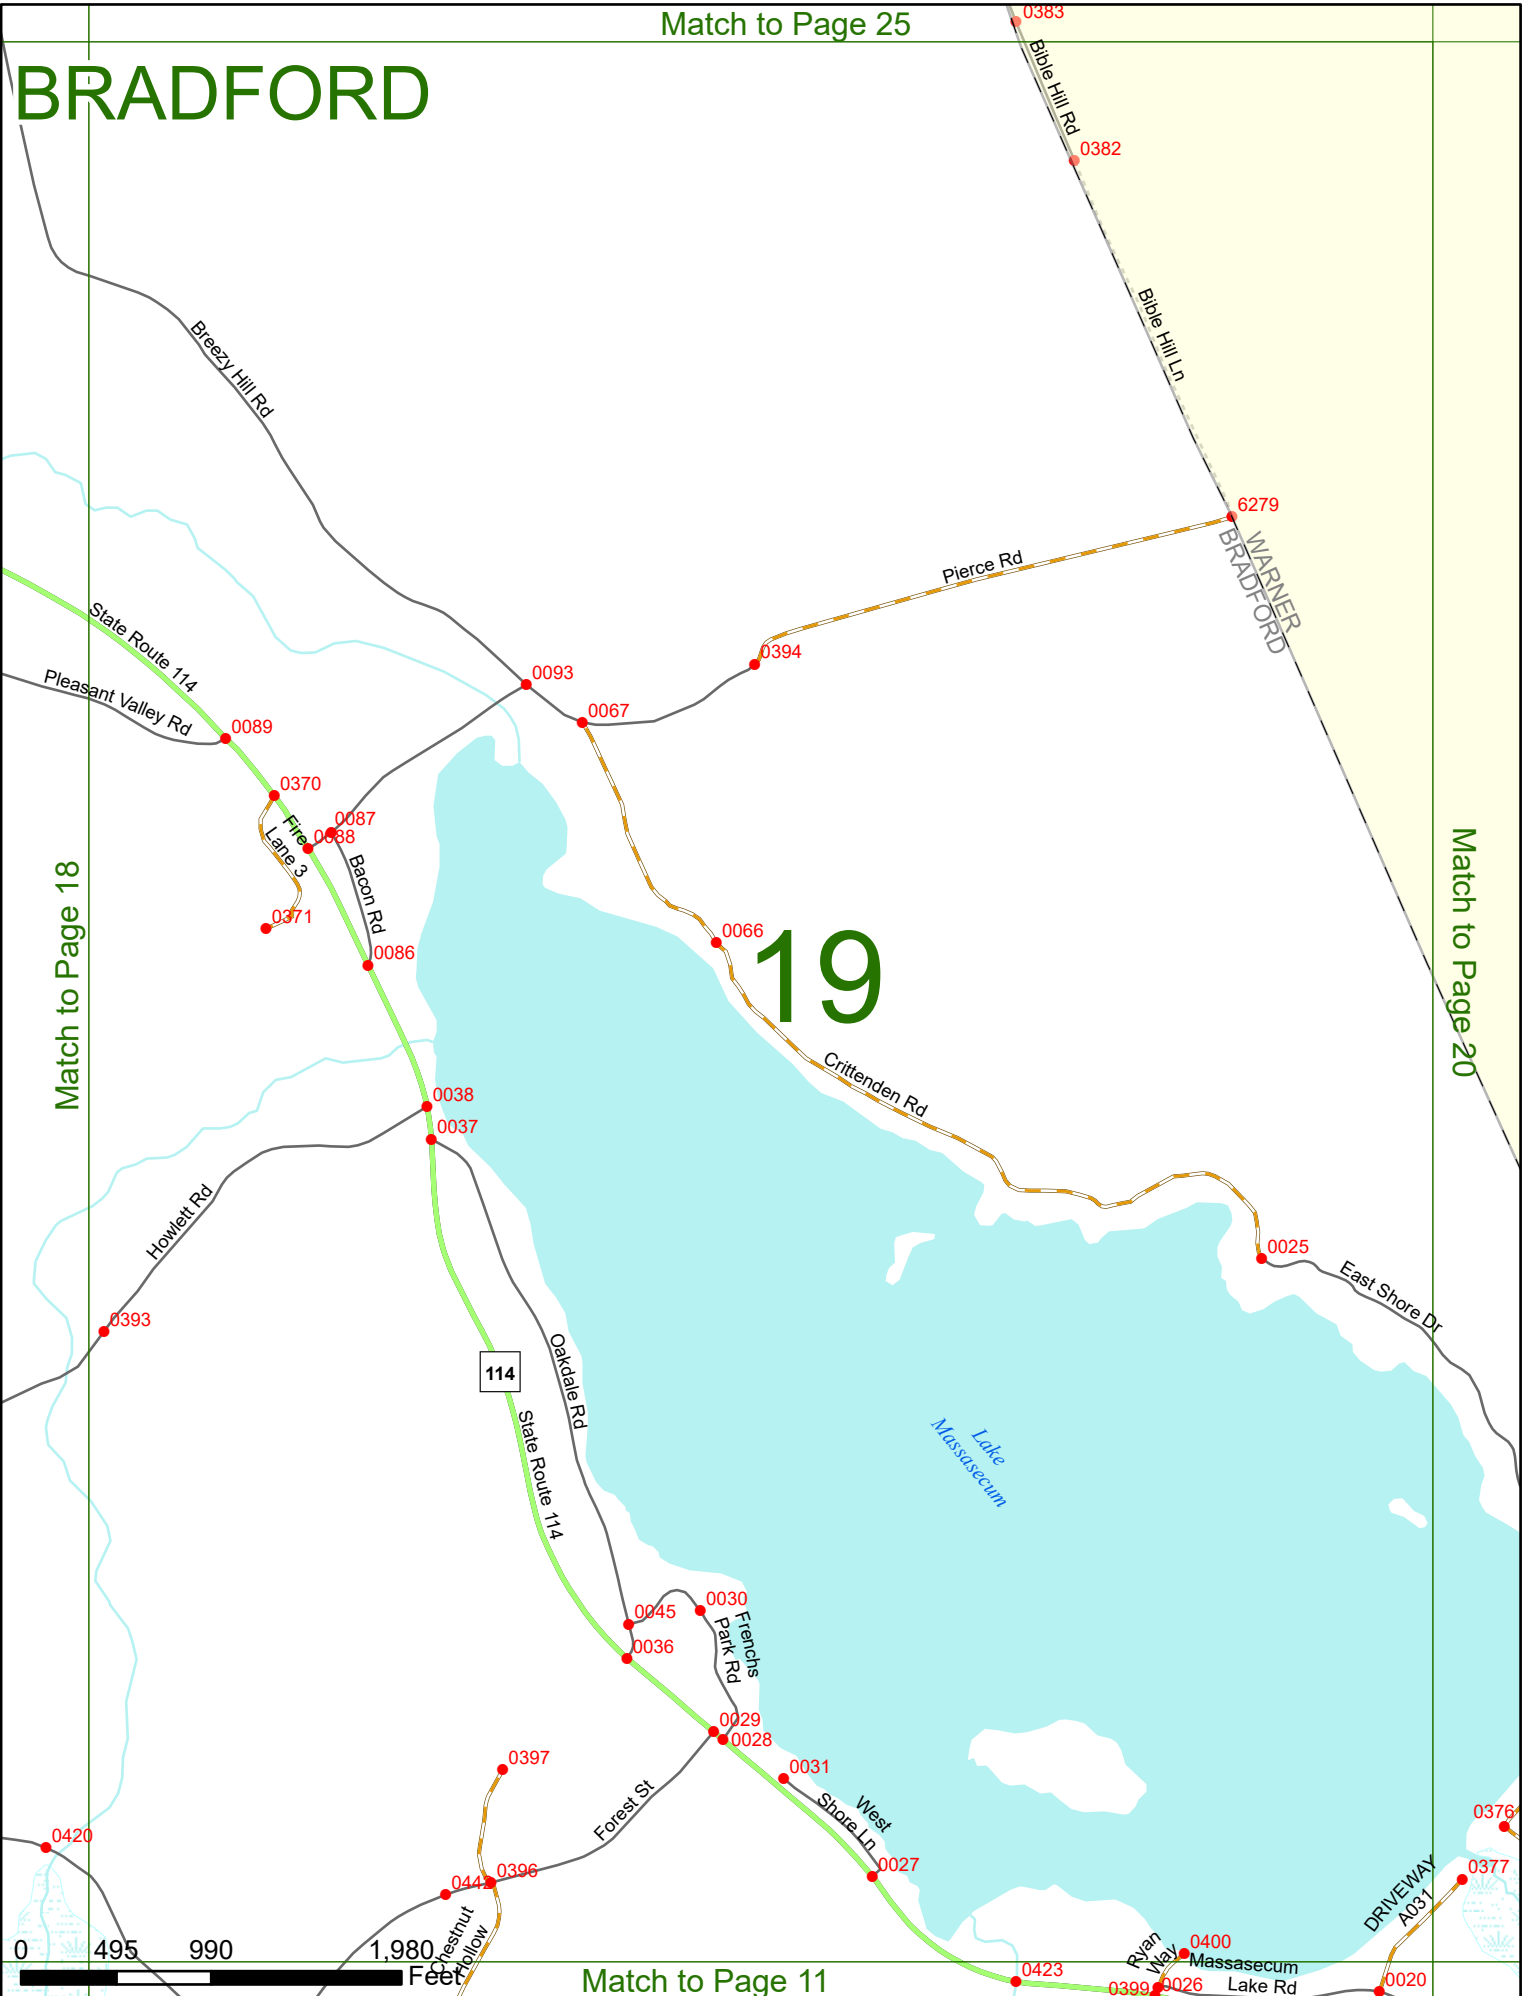 Match to Page 25
BRADFORD
0383
Bible Hill Rd
0382
Bible Hill Ln
Breezy Hill Rd
6279
WARNER
BRADFORD
Pierce Rd
State Route 114
0394
0093
Pleasant Valley Rd
0067
0089
0370
0087
Fire
Lane 3
0088
Bacon Rd
Match to Page 18
Match to Page 20
0371
0066
19
0086
Crittenden Rd
0038
0037
Howlett Rd
0025
East Shore Dr
0393
Oakdale Rd
114
State Route 114
Lake
Massasecum
0030
0045
Frenchs
Park Rd
0036
0029
0028
0397
0031
West
Shore Ln
Forest St
0376
0420
0027
0396
0442
0377
DRIVEWAY
A031
Chestnut
Hollow
Ryan
Way
0400
0 495 990 1,980
Feet
Massasecum
Lake Rd
Match to Page 11
0423
0399
0026
0020